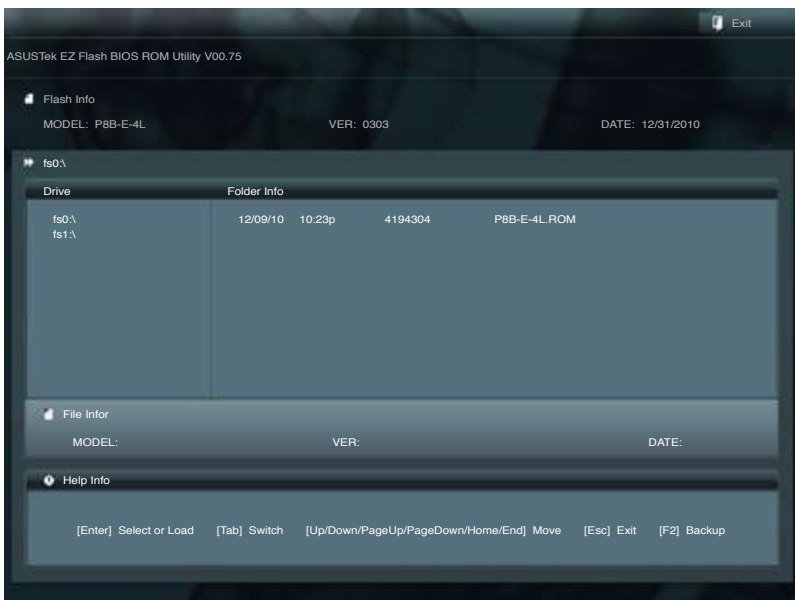 Exit
ASUSTek EZ Flash BIOS ROM Utility V00.75
Flash Info
MODEL: P8B-E-4L VER: 0303 DATE: 12/31/2010
fs0:\
Drive Folder Info
fs0:\ 12/09/10 10:23p 4194304 P8B-E-4L.ROM
fs1:\
File Infor
MODEL: VER: DATE:
Help Info
[Enter] Select or Load [Tab] Switch [Up/Down/PageUp/PageDown/Home/End] Move [Esc] Exit [F2] Backup